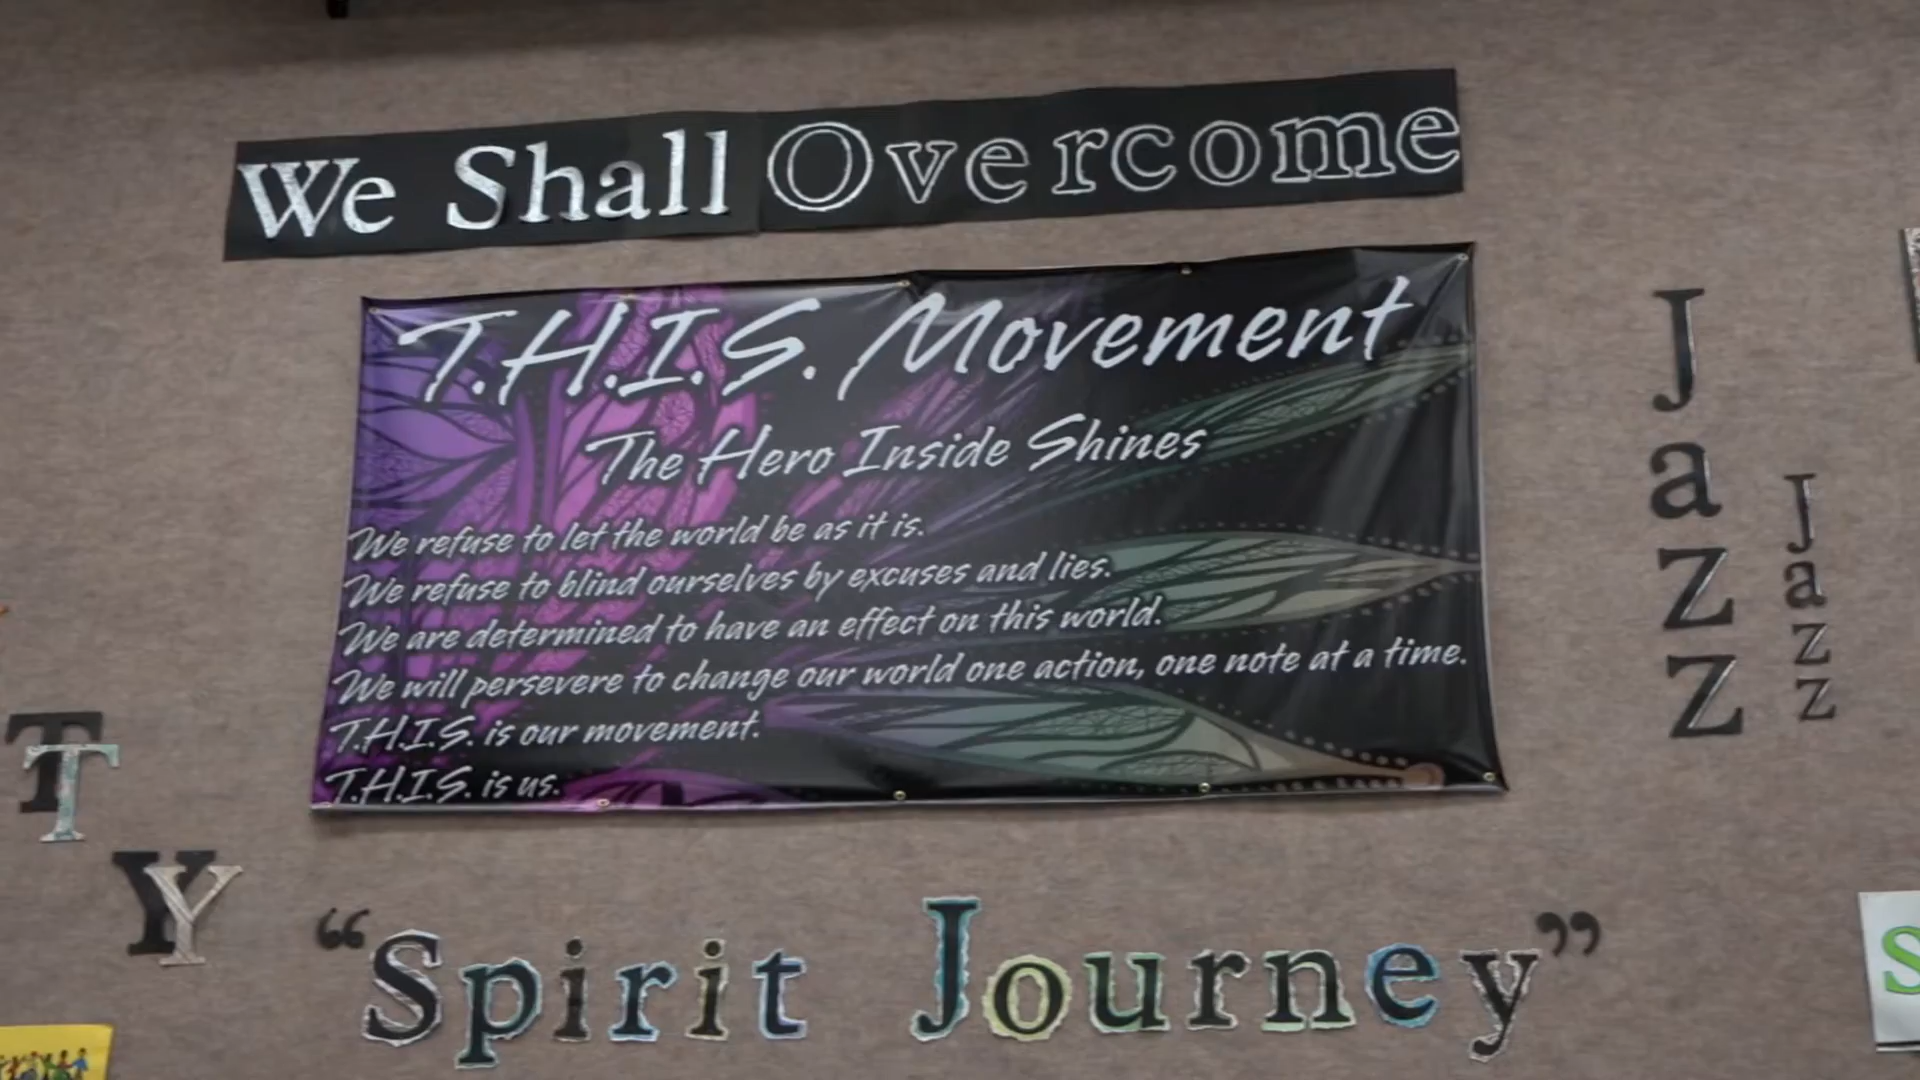 We Shall Overcome
T.H.I.S. Movement
The Hero Inside Shines
We refuse to let the world be as it is.
We refuse to blind ourselves by excuses and lies.
We are determined to have an effect on this world.
We will persevere to change our world one action, one note at a time.
T.H.I.S. is our movement.
T.H.I.S. is us.
Jazz
Jazz
T
Y
“Spirit Journey”
S